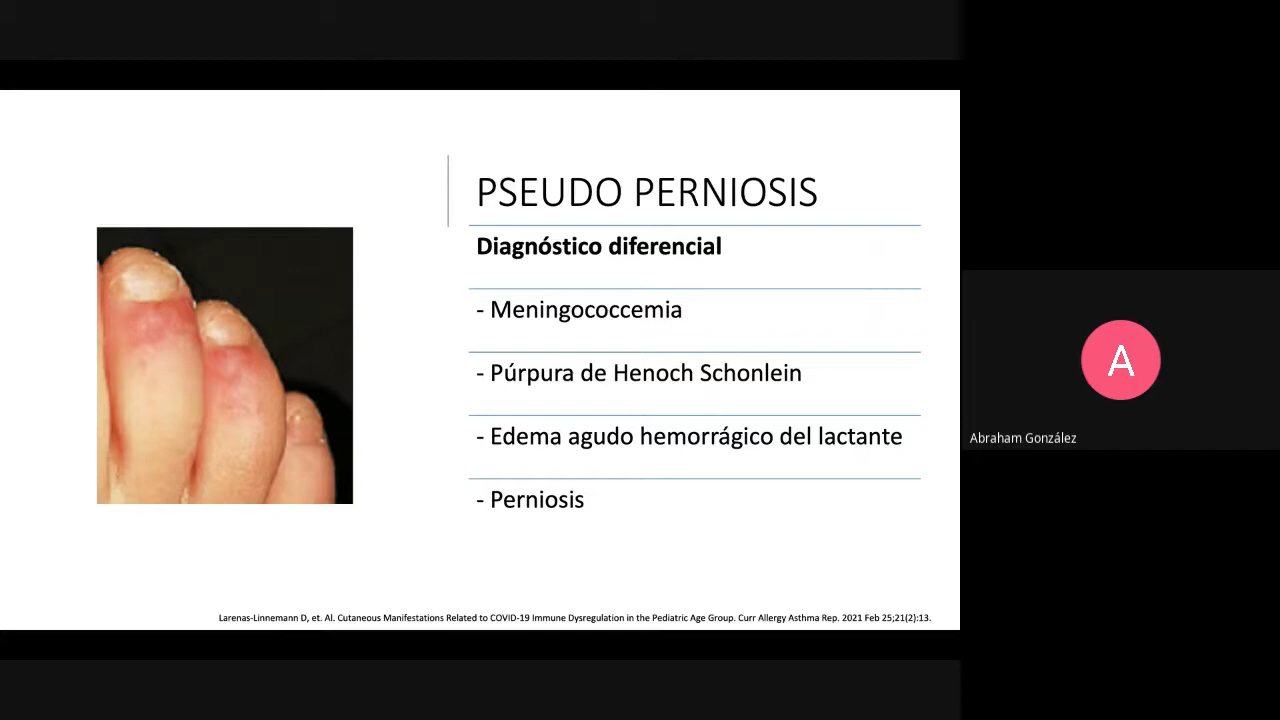 PSEUDO PERNIOSIS
Diagnóstico diferencial
- Meningococcemia
- Púrpura de Henoch Schonlein
- Edema agudo hemorrágico del lactante
- Perniosis
Larenas-Linnemann D, et. Al. Cutaneous Manifestations Related to COVID-19 Immune Dysregulation in the Pediatric Age Group. Curr Allergy Asthma Rep. 2021 Feb 25;21(2):13.
A
Abraham González